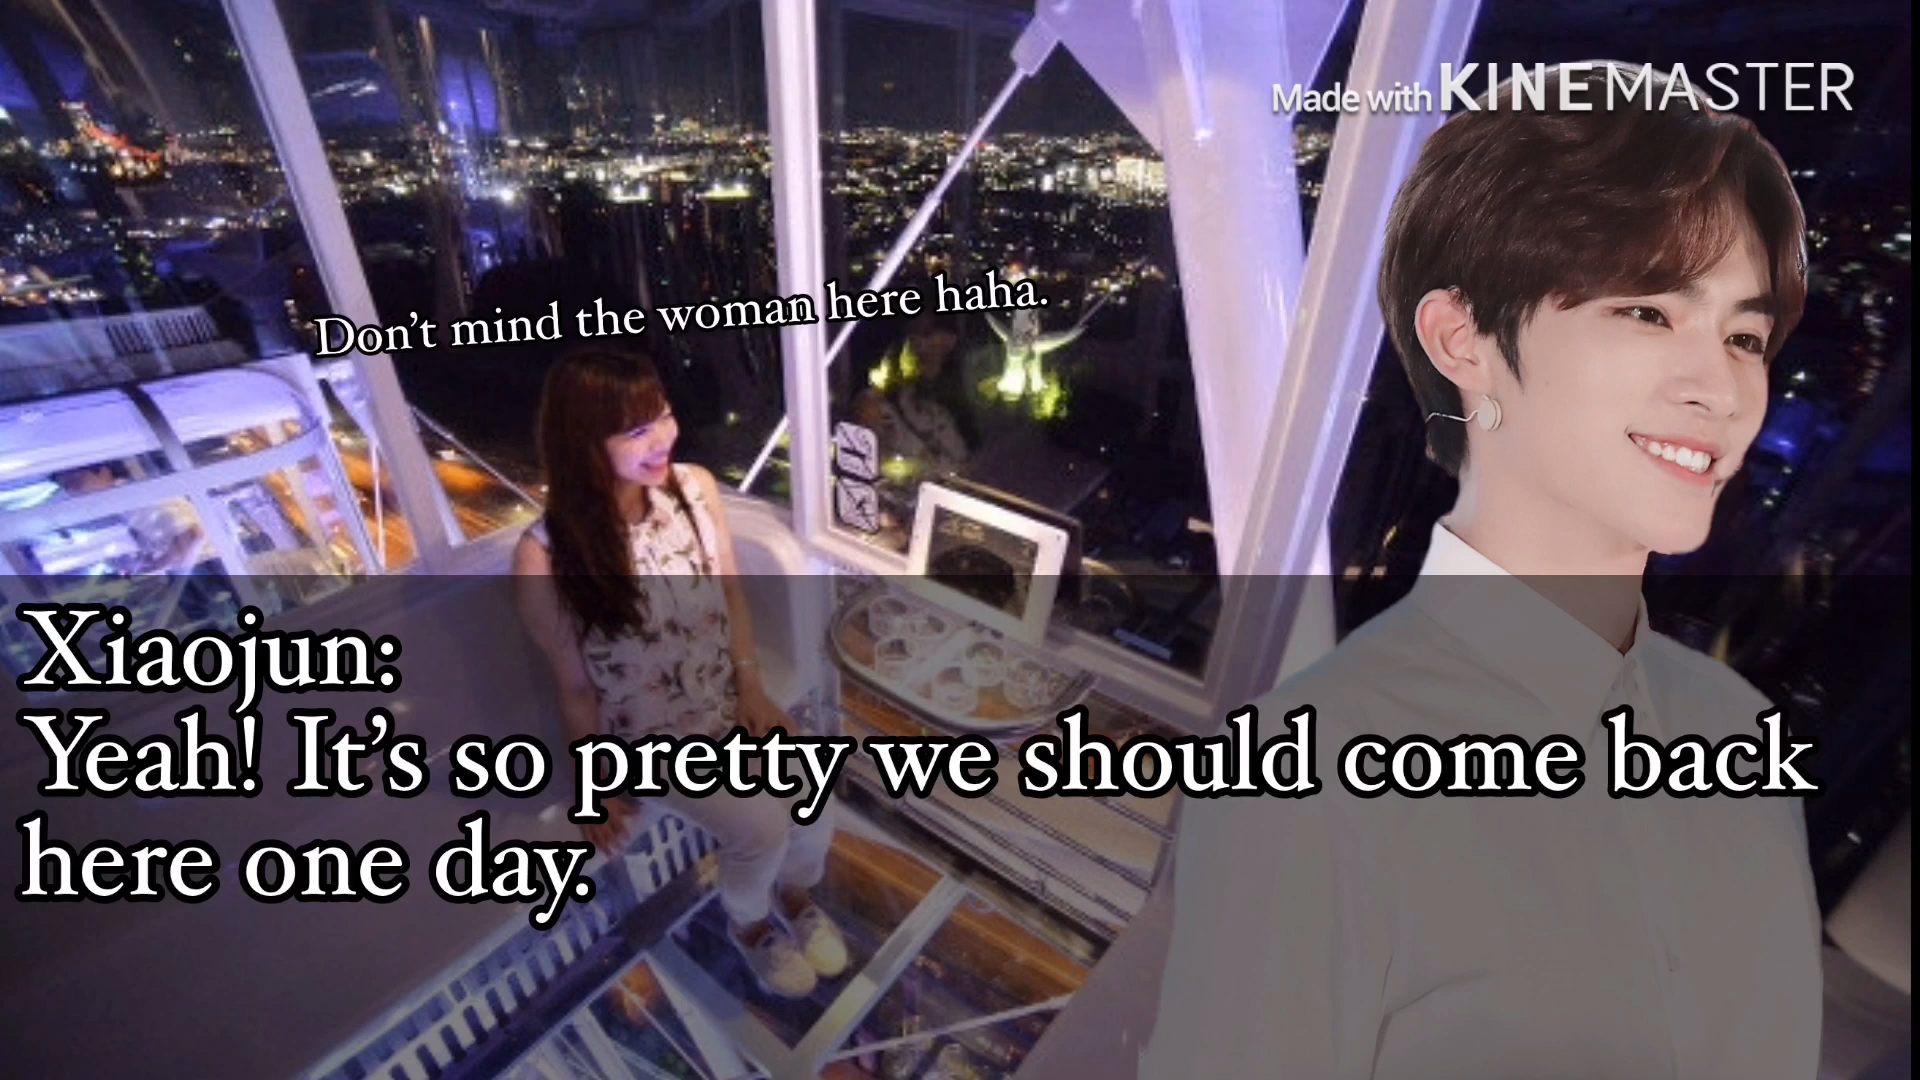 Made with KINEMASTER
Don't mind the woman here haha.
Xiaojun:
Yeah! It's so pretty we should come back
here one day.